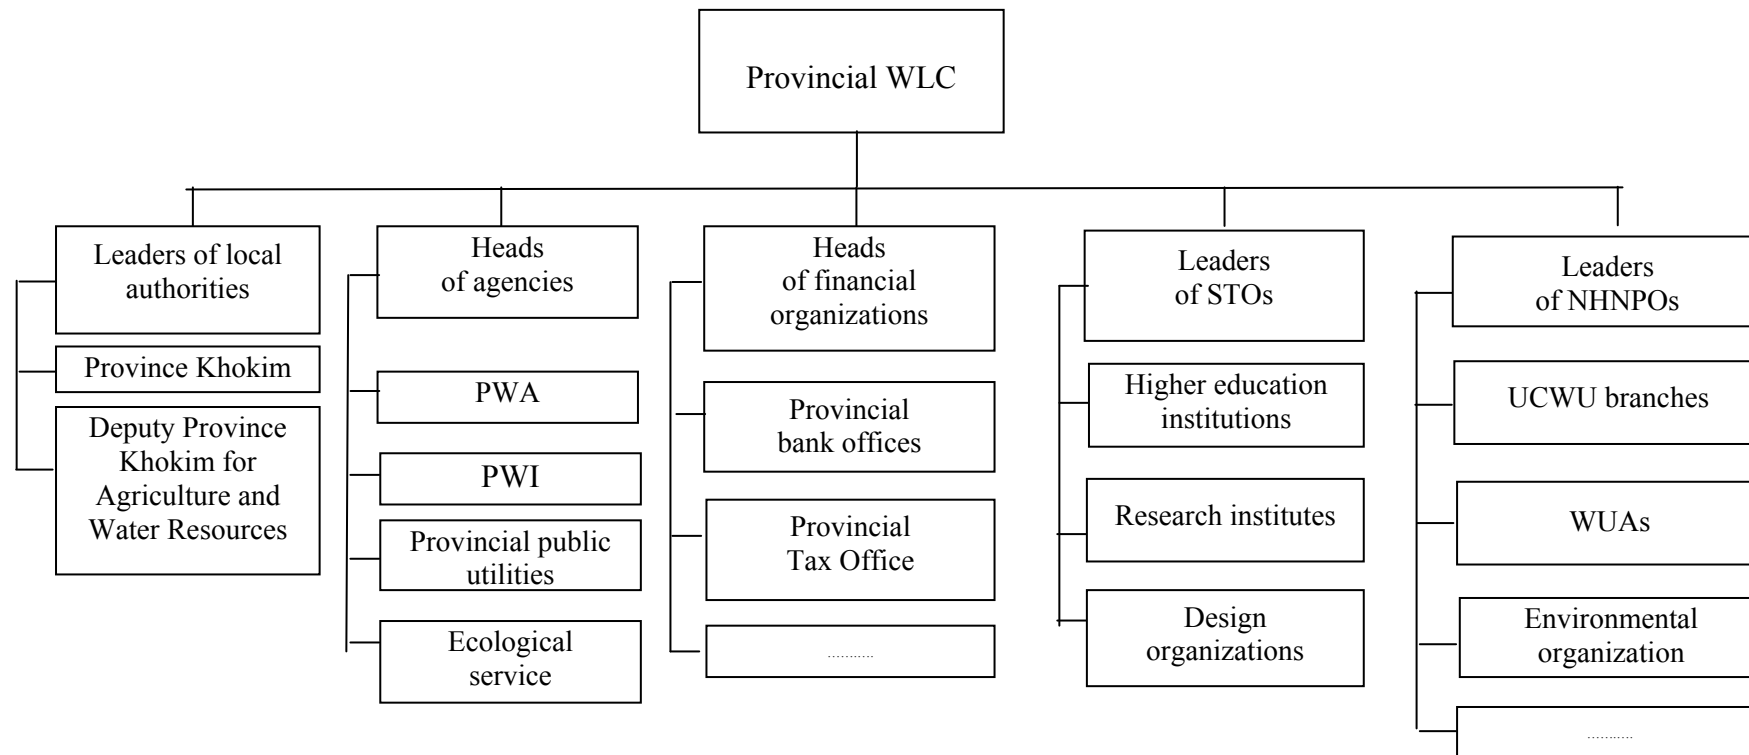 Provincial WLC
Leaders of local
authorities
Province Khokim
Deputy Province
Khokim for
Agriculture and
Water Resources
Heads
of agencies
PWA
PWI
Provincial public
utilities
Ecological
service
Heads
of financial
organizations
Provincial
bank offices
Provincial
Tax Office
...........
Leaders
of STOs
Higher education
institutions
Research institutes
Design
organizations
Leaders
of NHNPOs
UCWU branches
WUAs
Environmental
organization
...........